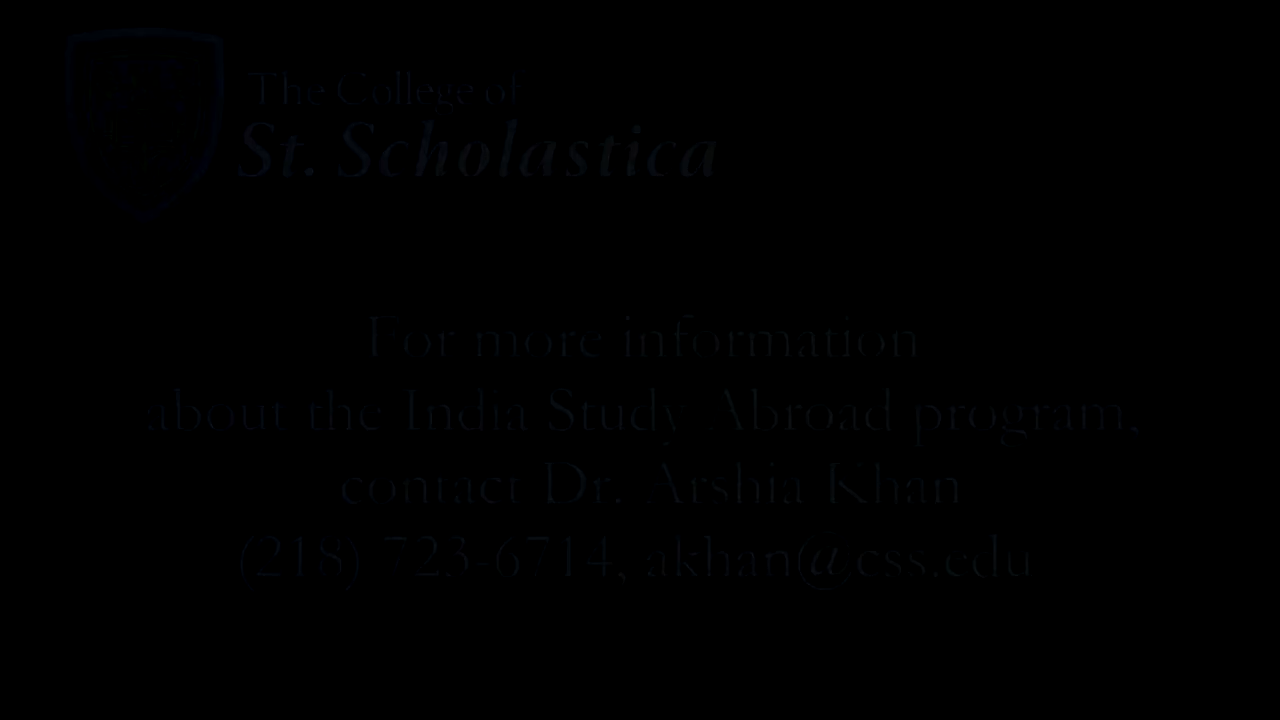 The College of
St. Scholastica
For more information
about the India Study Abroad program,
contact Dr. Arshia Khan
(218) 723-6714, akhan@css.edu